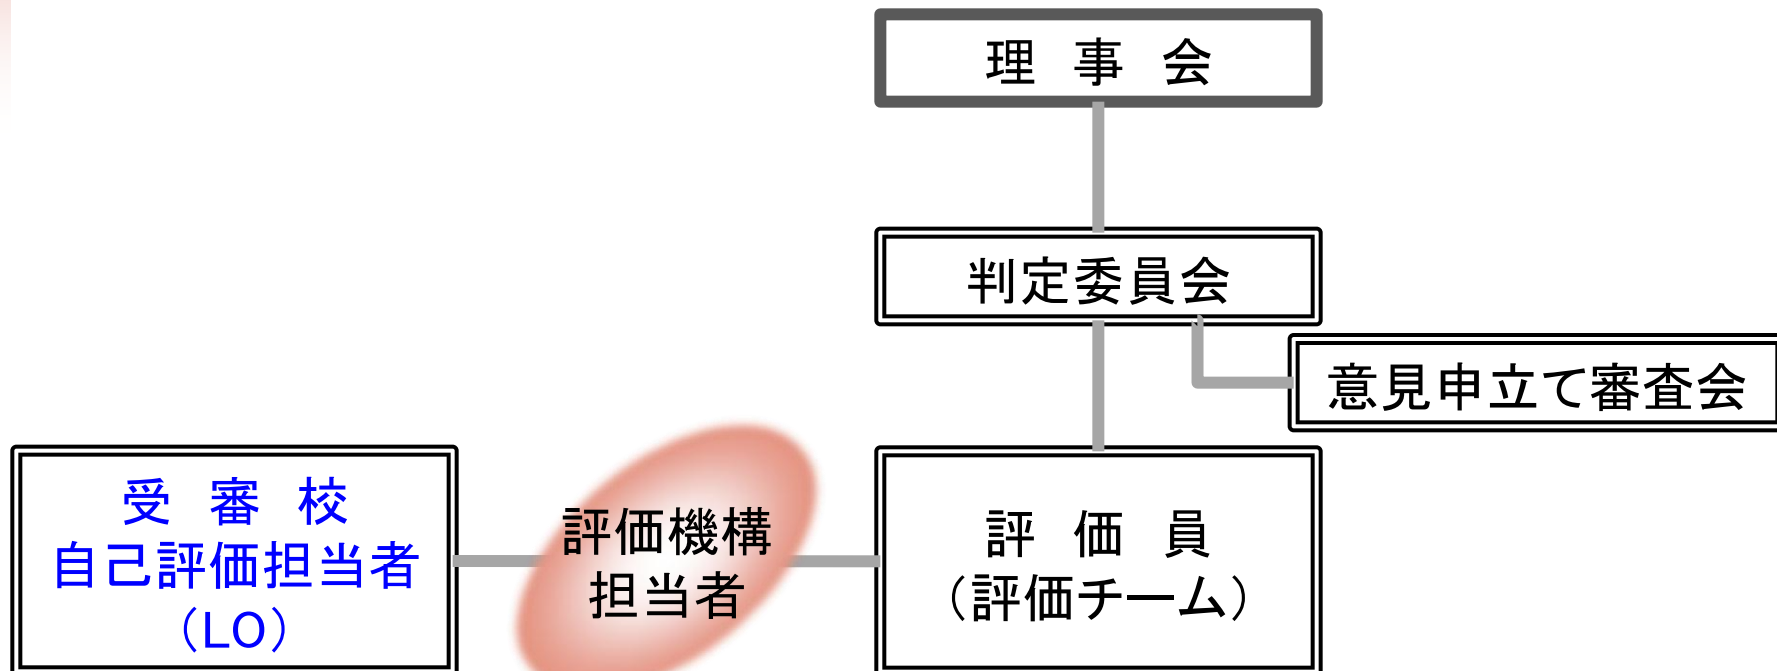 理　事　会
判定委員会
意見申立て審査会
受　審　校
自己評価担当者
（LO）
評価機構
担当者
評　価　員
（評価チーム）